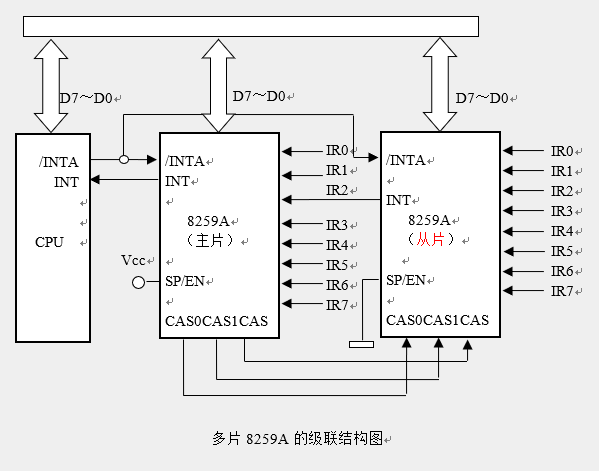 D7～D0
D7～D0
D7～D0
/INTA
INT
CPU
/INTA
INT
8259A
（主片）
Vcc
SP/EN
CAS0CAS1CAS
IR0
IR1
IR2
IR3
IR4
IR5
IR6
IR7
/INTA
INT
8259A
（从片）
SP/EN
CAS0CAS1CAS
IR0
IR1
IR2
IR3
IR4
IR5
IR6
IR7
多片 8259A 的级联结构图